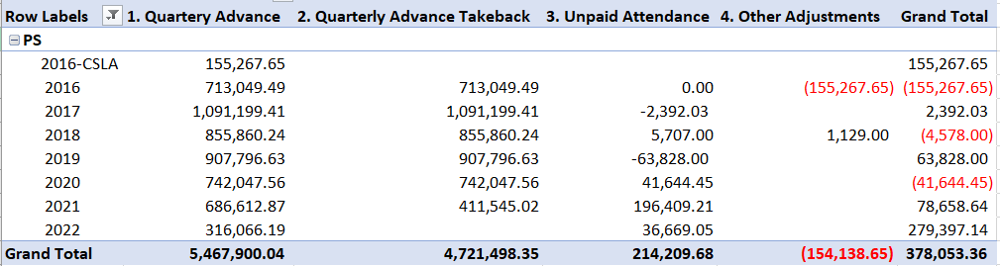 Row Labels 1. Quartery Advance 2. Quarterly Advance Takeback 3. Unpaid Attendance 4. Other Adjustments Grand Total
PS
2016-CSLA 155,267.65 155,267.65
2016 713,049.49 713,049.49 0.00 (155,267.65) (155,267.65)
2017 1,091,199.41 1,091,199.41 -2,392.03 2,392.03
2018 855,860.24 855,860.24 5,707.00 1,129.00 (4,578.00)
2019 907,796.63 907,796.63 -63,828.00 63,828.00
2020 742,047.56 742,047.56 41,644.45 (41,644.45)
2021 686,612.87 411,545.02 196,409.21 78,658.64
2022 316,066.19 36,669.05 279,397.14
Grand Total 5,467,900.04 4,721,498.35 214,209.68 (154,138.65) 378,053.36